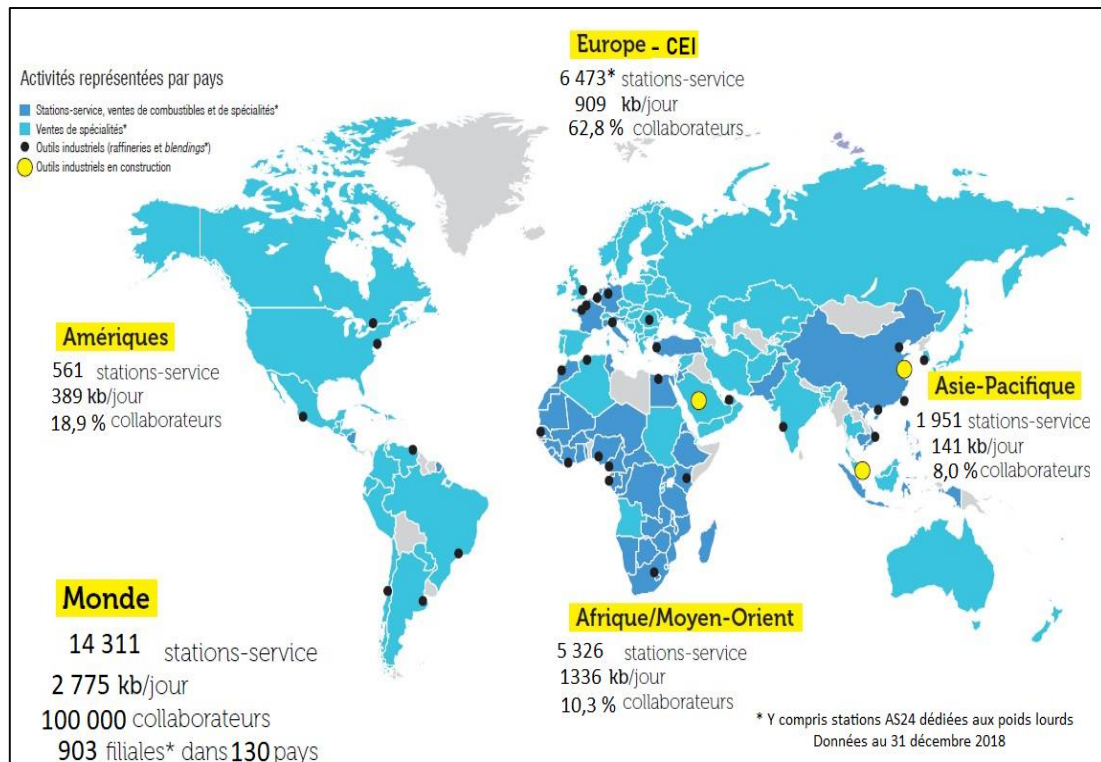 Europe - CEI
6 473* stations-service
909 kb/jour
62,8 % collaborateurs
Activités représentées par pays
Stations-service, ventes de combustibles et de spécialités*
Ventes de spécialités*
Outils industriels (raffineries et blendings*)
Outils industriels en construction
Amériques
561 stations-service
389 kb/jour
18,9 % collaborateurs
Asie-Pacifique
1 951 stations-service
141 kb/jour
8,0 % collaborateurs
Monde
14 311 stations-service
2 775 kb/jour
100 000 collaborateurs
903 filiales* dans 130 pays
Afrique/Moyen-Orient
5 326 stations-service
1336 kb/jour
10,3 % collaborateurs
* Y compris stations AS24 dédiées aux poids lourds
Données au 31 décembre 2018